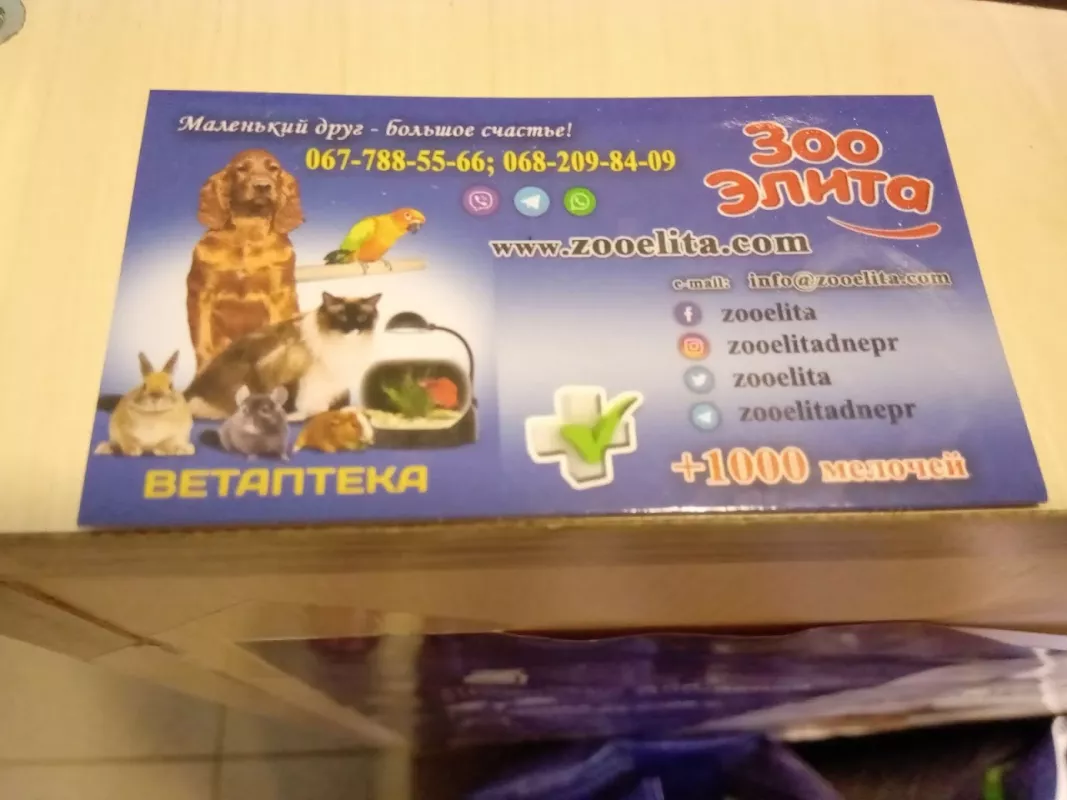 Маленький друг - большое счастье!
067-788-55-66; 068-209-84-09
Зоо
Элита
www.zooelita.com
e-mail: info@zooelita.com
zooelita
zooelitadnepr
zooelita
zooelitadnepr
+1000 мелочей
ВЕТАПТЕКА